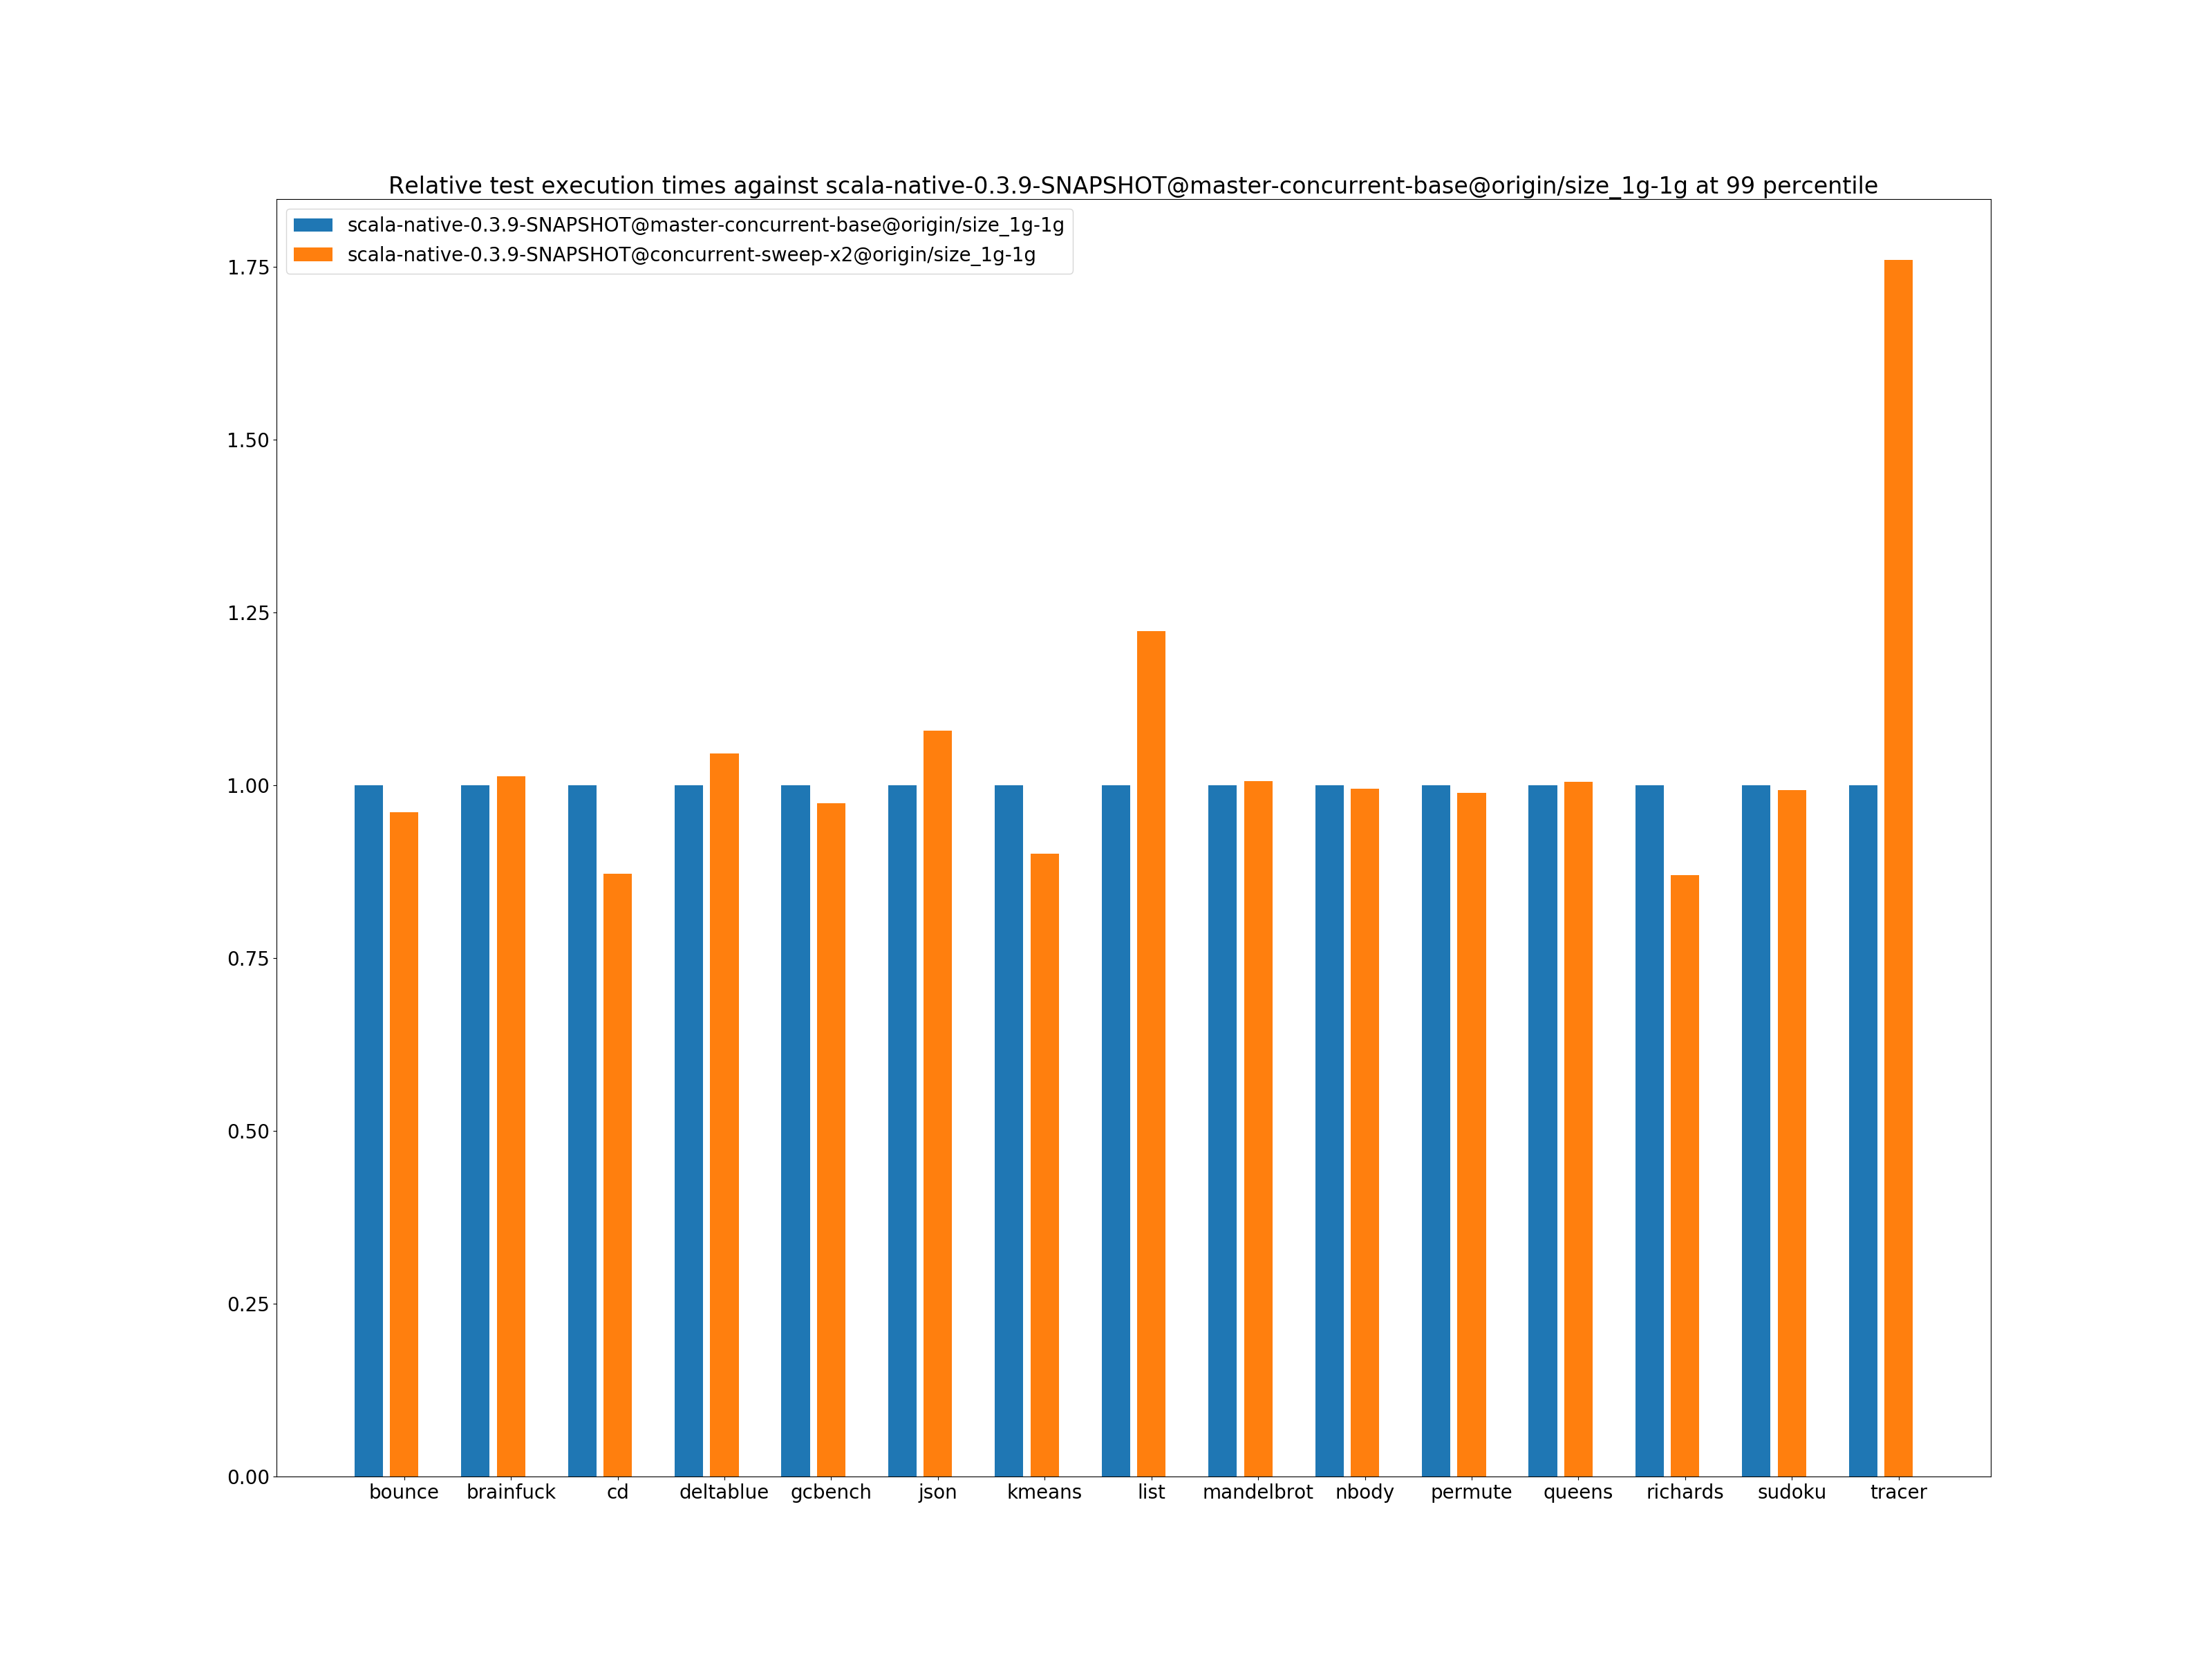 Relative test execution times against scala-native-0.3.9-SNAPSHOT@master-concurrent-base@origin/size_1g-1g at 99 percentile
scala-native-0.3.9-SNAPSHOT@master-concurrent-base@origin/size_1g-1g
scala-native-0.3.9-SNAPSHOT@concurrent-sweep-x2@origin/size_1g-1g
1.75
1.50
1.25
1.00
0.75
0.50
0.25
0.00
bounce brainfuck cd deltablue gcbench json kmeans list mandelbrot nbody permute queens richards sudoku tracer